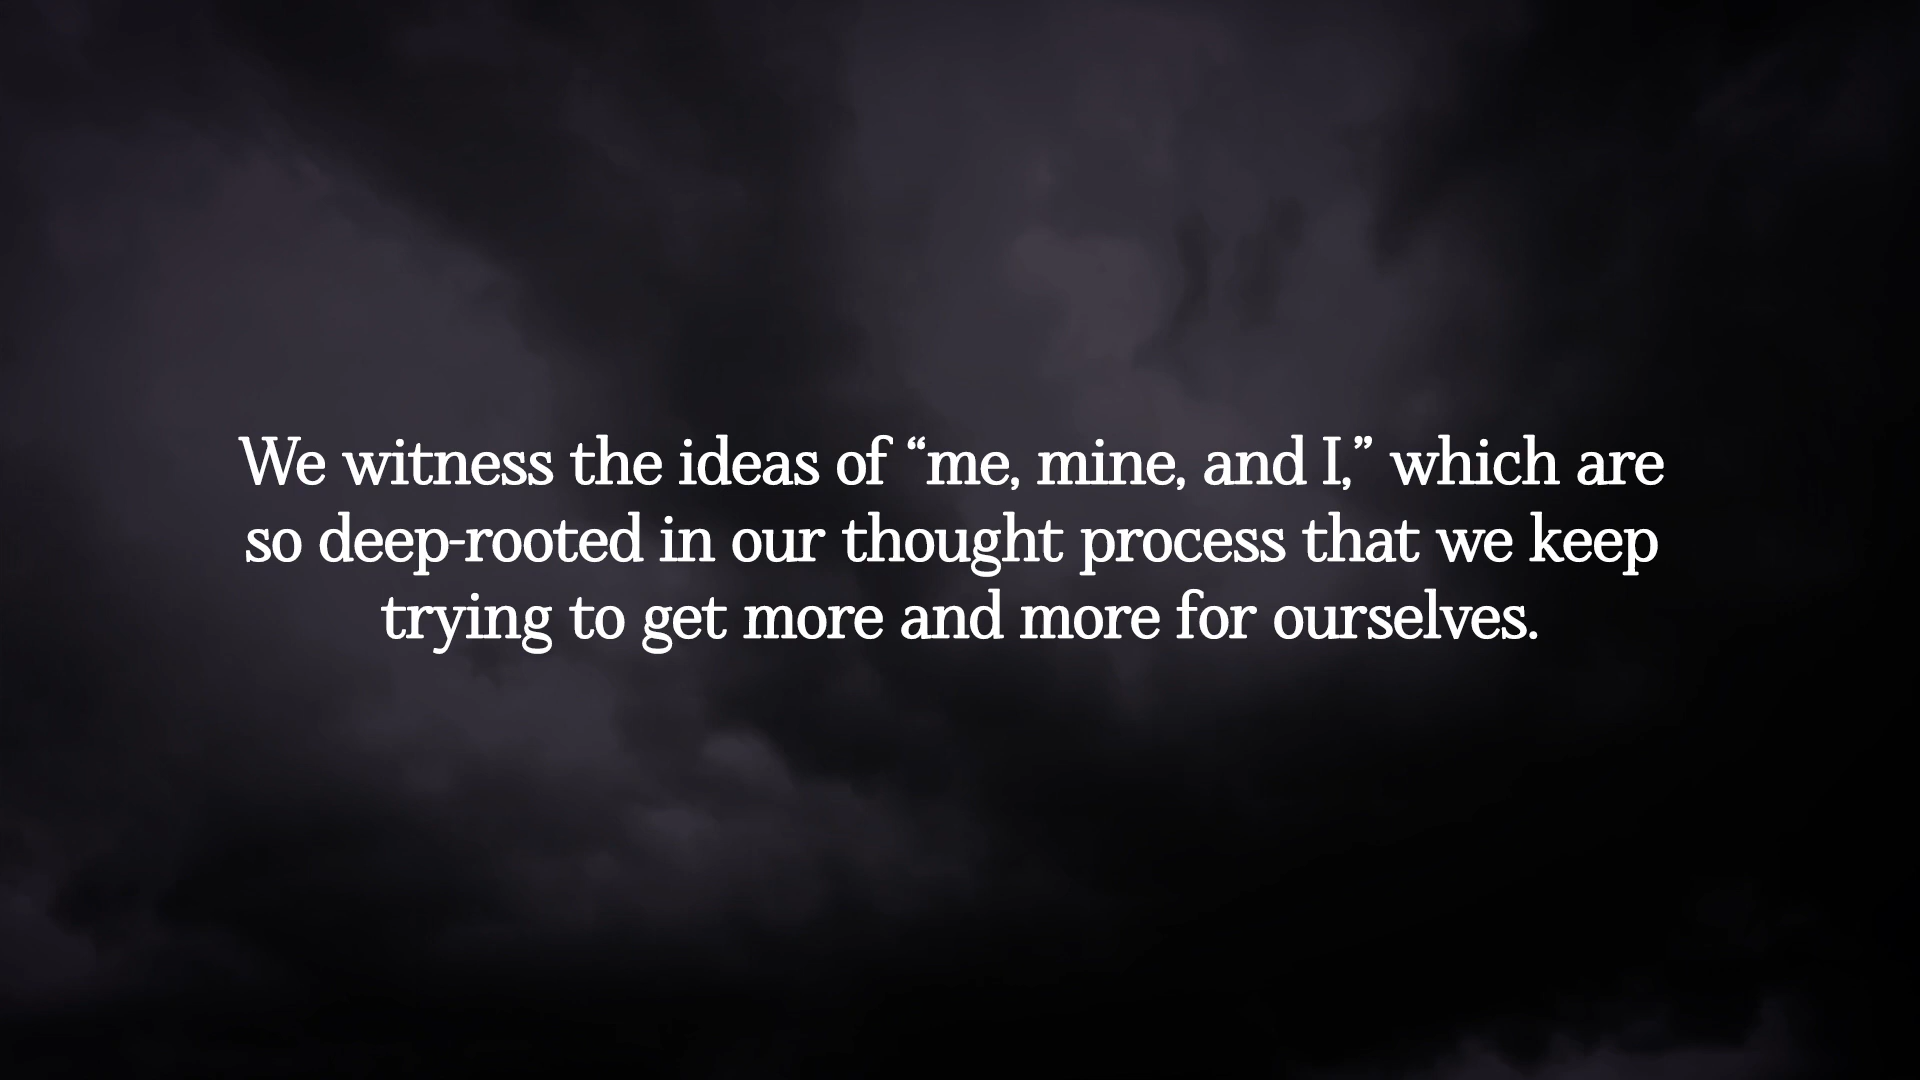 We witness the ideas of “me, mine, and I,” which are
so deep-rooted in our thought process that we keep
trying to get more and more for ourselves.